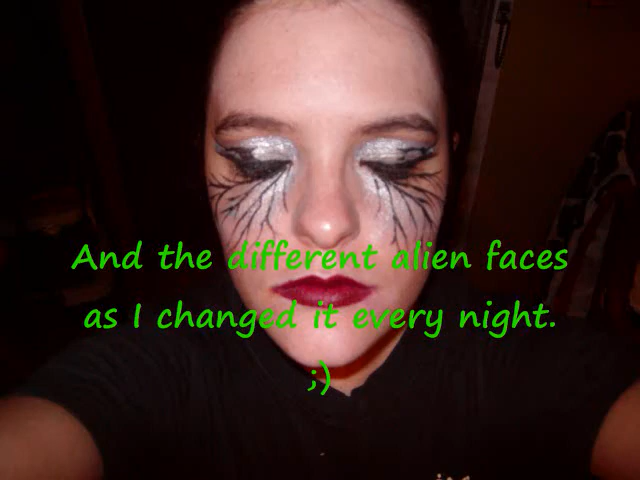 And the different alien faces
as I changed it every night.
;)